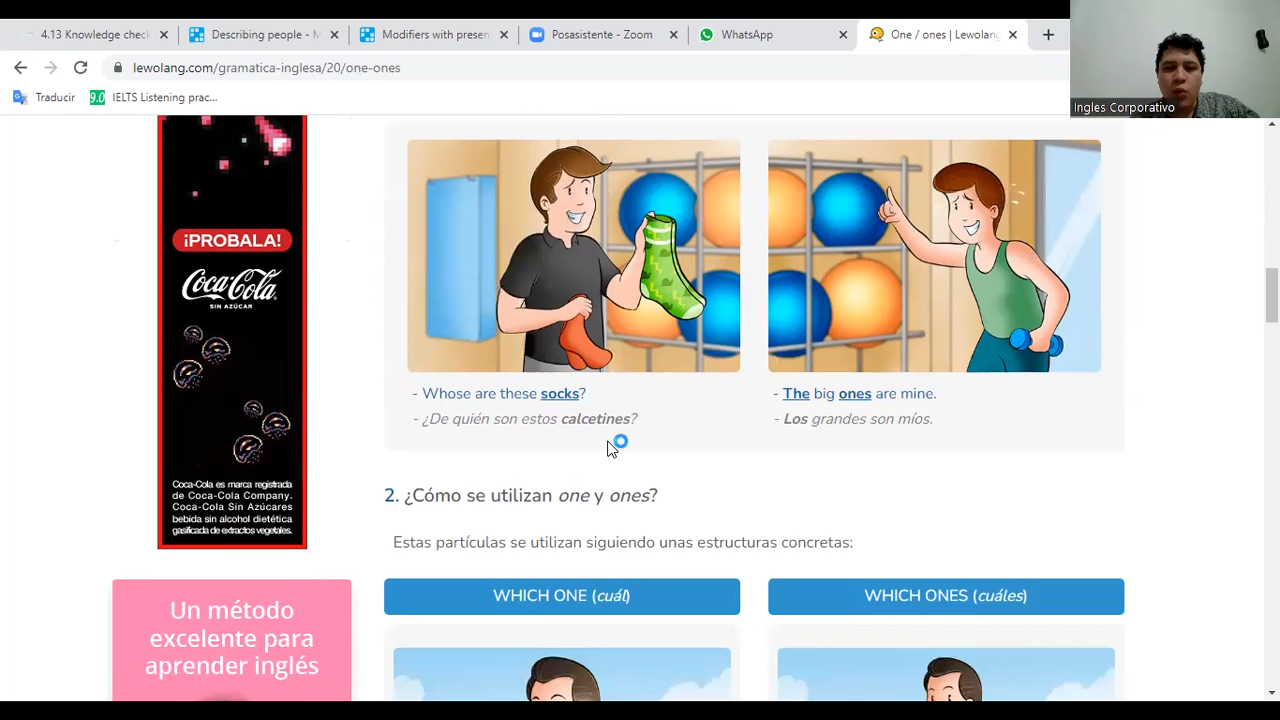 4.13 Knowledge chec
Describing people - M
Modifiers with presen
Posasistente - Zoom
WhatsApp
One / ones | Lewolang
lewolang.com/gramatica-inglesa/20/one-ones
Traducir
9.0 IELTS Listening prac...
Ingles Corporativo
¡PROBALA!
Coca-Cola
SIN AZÚCAR
Coca-Cola es marca registrada
de Coca-Cola Company.
Coca-Cola Sin Azúcares
bebida sin alcohol dietética
gasificada de extractos vegetales.
Un método
excelente para
aprender inglés
- Whose are these socks?
- ¿De quién son estos calcetines?
- The big ones are mine.
- Los grandes son míos.
2. ¿Cómo se utilizan one y ones?
Estas partículas se utilizan siguiendo unas estructuras concretas:
WHICH ONE (cuál)
WHICH ONES (cuáles)